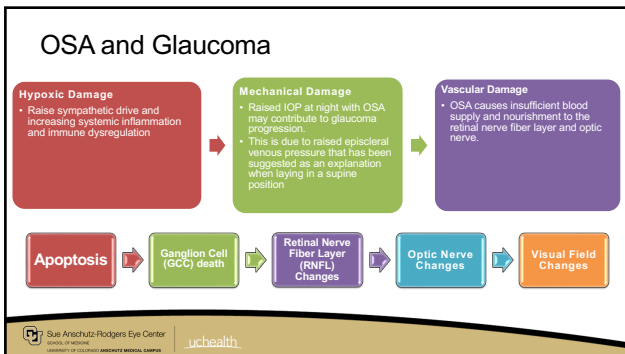 OSA and Glaucoma
Hypoxic Damage
• Raise sympathetic drive and
increasing systemic inflammation
and immune dysregulation
Mechanical Damage
• Raised IOP at night with OSA
may contribute to glaucoma
progression.
• This is due to raised episcleral
venous pressure that has been
suggested as an explanation
when laying in a supine
position
Vascular Damage
• OSA causes insufficient blood
supply and nourishment to the
retinal nerve fiber layer and optic
nerve.
Apoptosis
Ganglion Cell
(GCC) death
Retinal Nerve
Fiber Layer
(RNFL)
Changes
Optic Nerve
Changes
Visual Field
Changes
Sue Anschutz-Rodgers Eye Center
SCHOOL OF MEDICINE
UNIVERSITY OF COLORADO ANSCHUTZ MEDICAL CAMPUS
uchealth